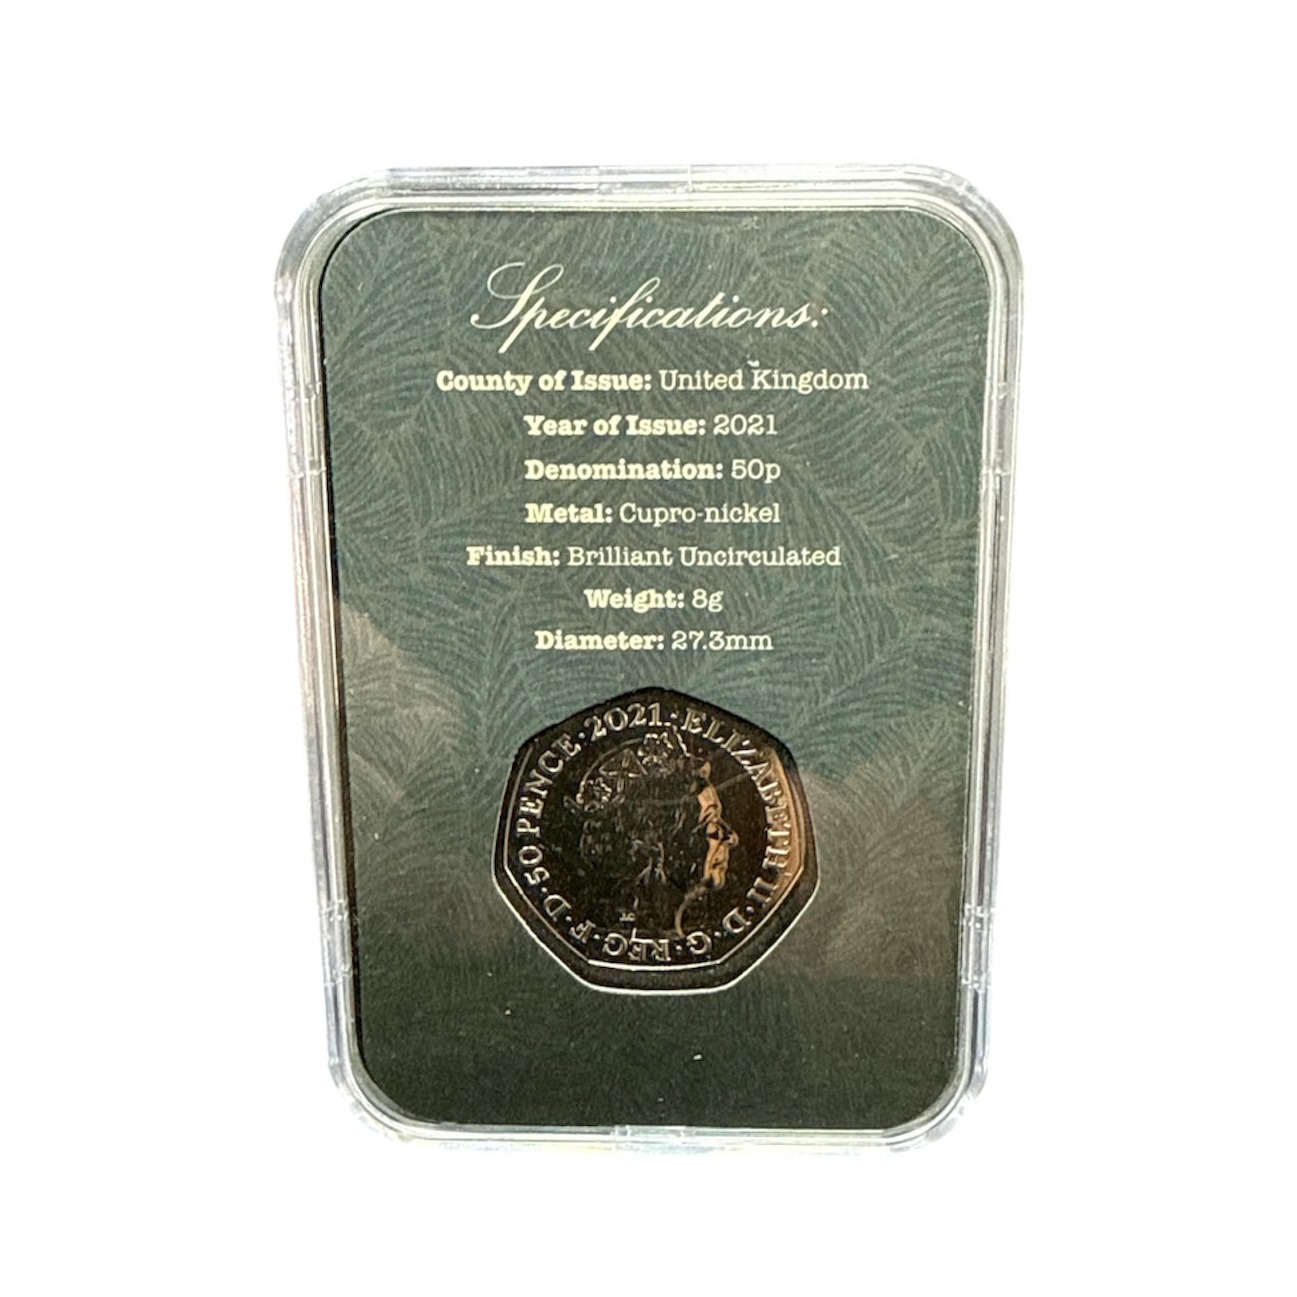 Specifications:
County of Issue: United Kingdom
Year of Issue: 2021
Denomination: 50p
Metal: Cupro-nickel
Finish: Brilliant Uncirculated
Weight: 8g
Diameter: 27.3mm
ELIZABETH II · D · G · REG · F · D · 50 PENCE · 2021 ·